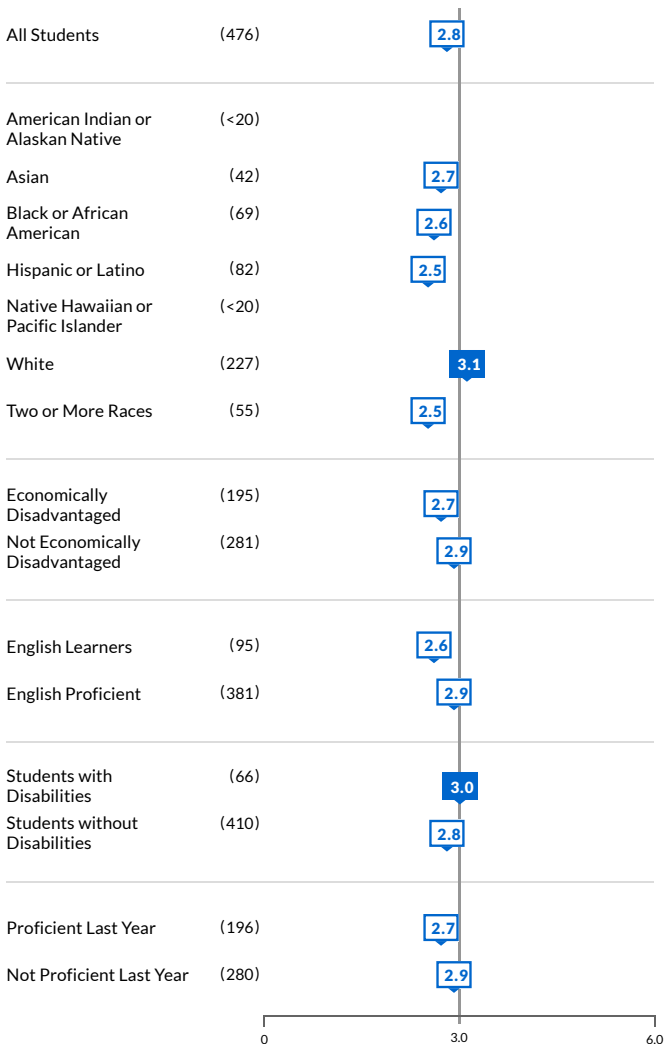 All Students (476) 2.8
American Indian or (<20)
Alaskan Native
Asian (42) 2.7
Black or African (69) 2.6
American
Hispanic or Latino (82) 2.5
Native Hawaiian or (<20)
Pacific Islander
White (227) 3.1
Two or More Races (55) 2.5
Economically (195) 2.7
Disadvantaged
Not Economically (281) 2.9
Disadvantaged
English Learners (95) 2.6
English Proficient (381) 2.9
Students with (66) 3.0
Disabilities
Students without (410) 2.8
Disabilities
Proficient Last Year (196) 2.7
Not Proficient Last Year (280) 2.9
0 3.0 6.0